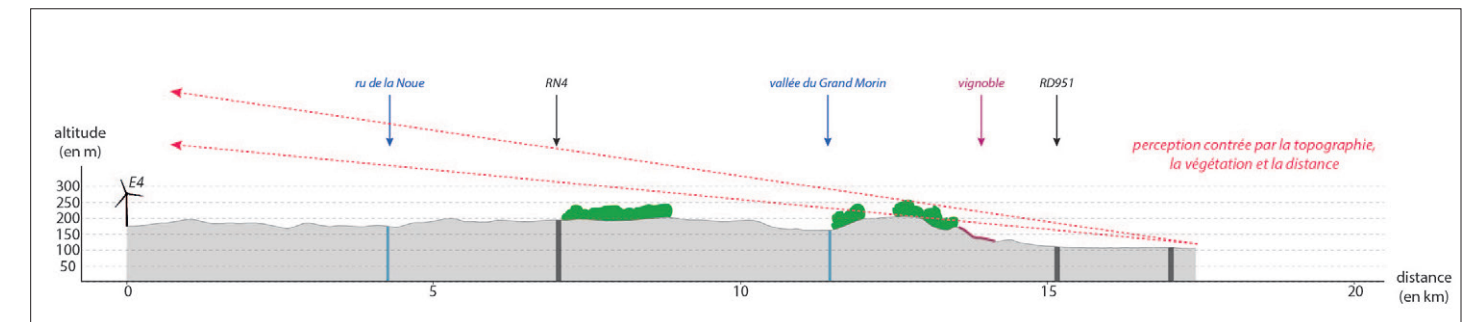 ru de la Noue
RN4
vallée du Grand Morin
vignoble
RD951
altitude
(en m)
perception contrée par la topographie,
la végétation et la distance
E4
300
250
200
150
100
50
0
5
10
15
20
distance
(en km)